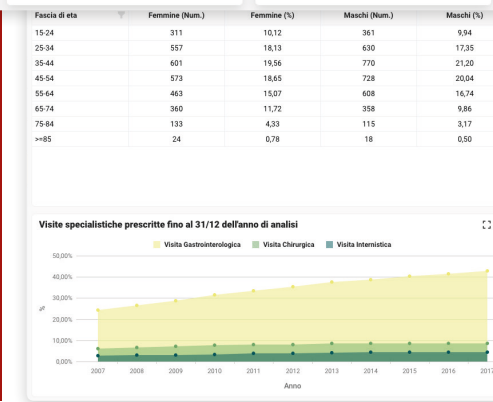 Fascia di eta Femmine (Num.) Femmine (%) Maschi (Num.) Maschi (%)
15-24 311 10,12 361 9,94
25-34 557 18,13 630 17,35
35-44 601 19,56 770 21,20
45-54 573 18,65 728 20,04
55-64 463 15,07 608 16,74
65-74 360 11,72 358 9,86
75-84 133 4,33 115 3,17
>=85 24 0,78 18 0,50
Visite specialistiche prescritte fino al 31/12 dell'anno di analisi
Visita Gastrointerologica Visita Chirurgica Visita Internistica
50,00%
40,00%
30,00%
%
20,00%
10,00%
0.00%
2007 2008 2009 2010 2011 2012 2013 2014 2015 2016 2017
Anno